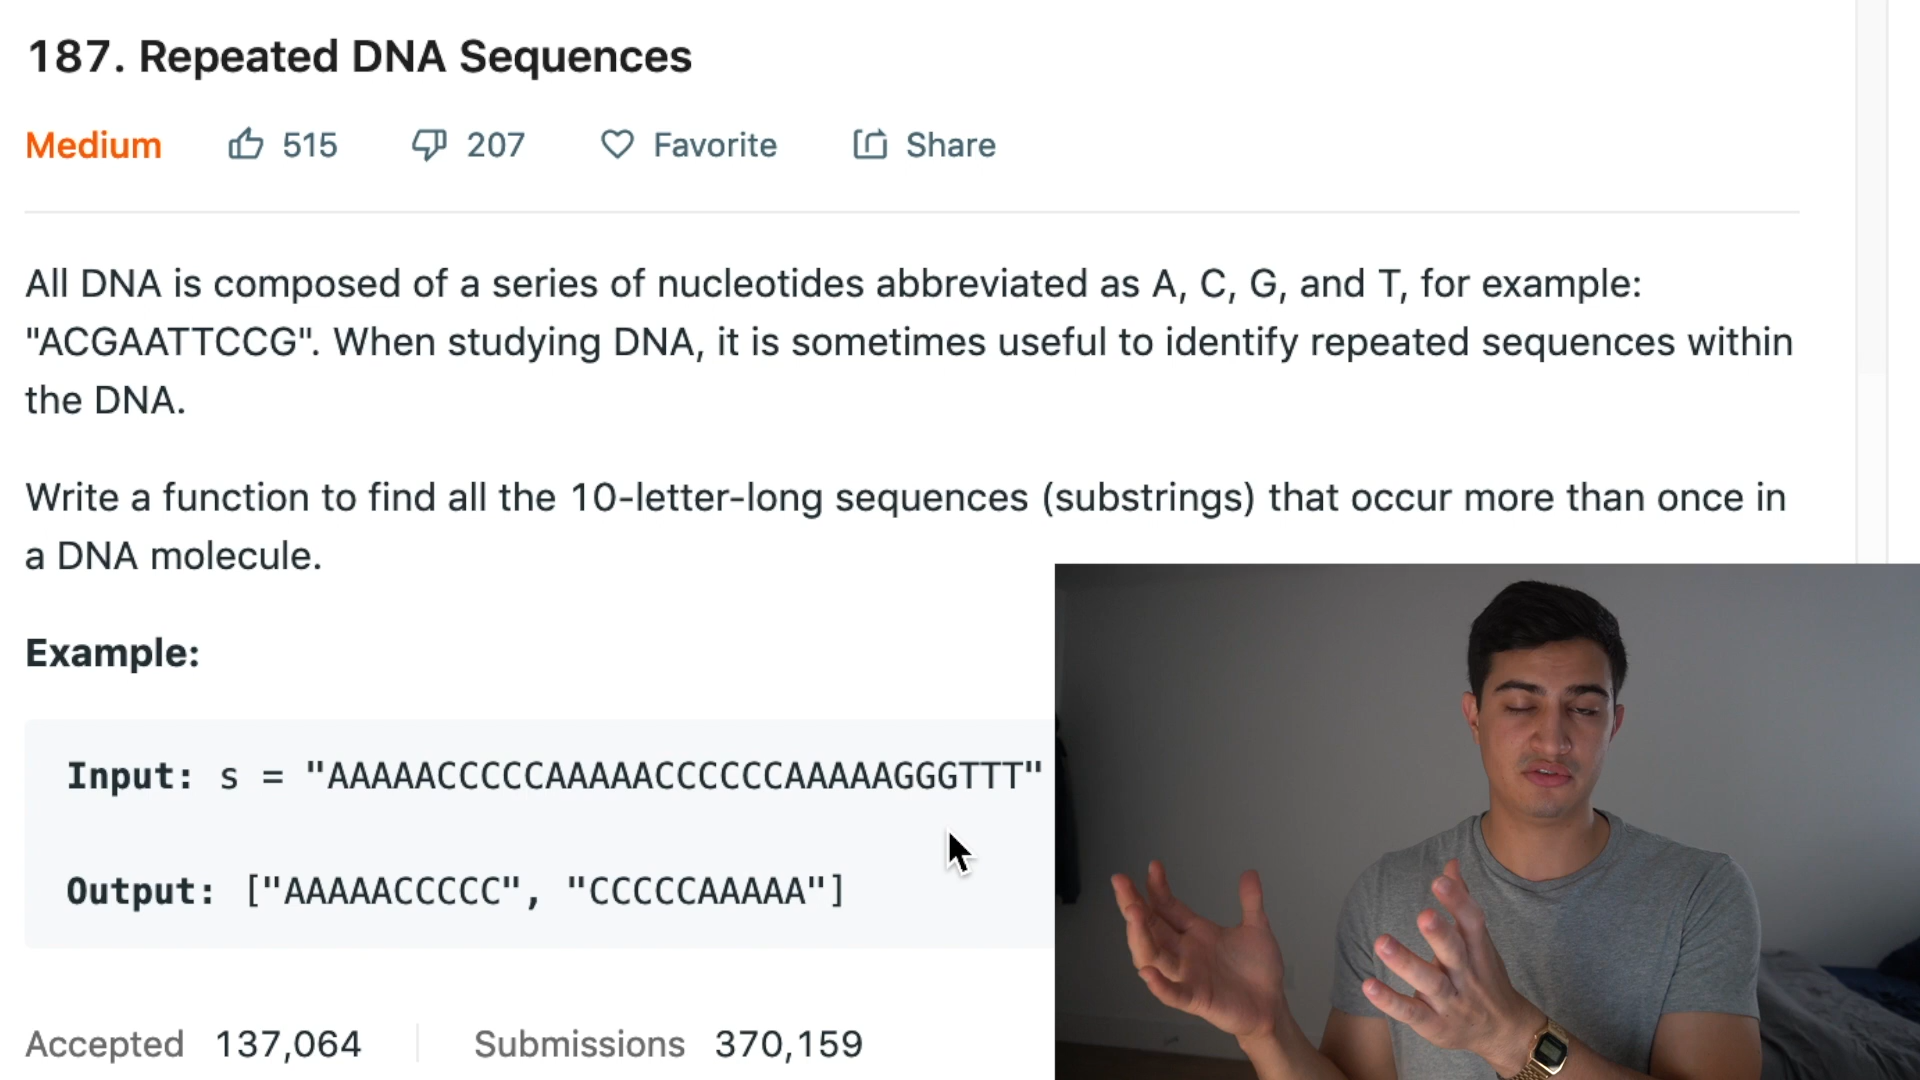 187. Repeated DNA Sequences
Medium 515 207 Favorite Share
All DNA is composed of a series of nucleotides abbreviated as A, C, G, and T, for example:
"ACGAATTCCG". When studying DNA, it is sometimes useful to identify repeated sequences within
the DNA.
Write a function to find all the 10-letter-long sequences (substrings) that occur more than once in
a DNA molecule.
Example:
Input: s = "AAAAACCCCCAAAAACCCCCCAAAAAGGGTTT"
Output: ["AAAAACCCCC", "CCCCCAAAAA"]
Accepted 137,064 Submissions 370,159